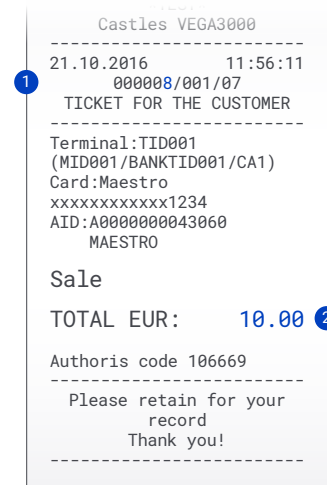 Castles VEGA3000
--------------------------
21.10.2016 11:56:11
1
000008/001/07
TICKET FOR THE CUSTOMER
--------------------------
Terminal:TID001
(MID001/BANKTID001/CA1)
Card:Maestro
xxxxxxxxxxxx1234
AID:A0000000043060
MAESTRO
Sale
TOTAL EUR: 10.00 2
Authoris code 106669
--------------------------
Please retain for your
record
Thank you!
--------------------------